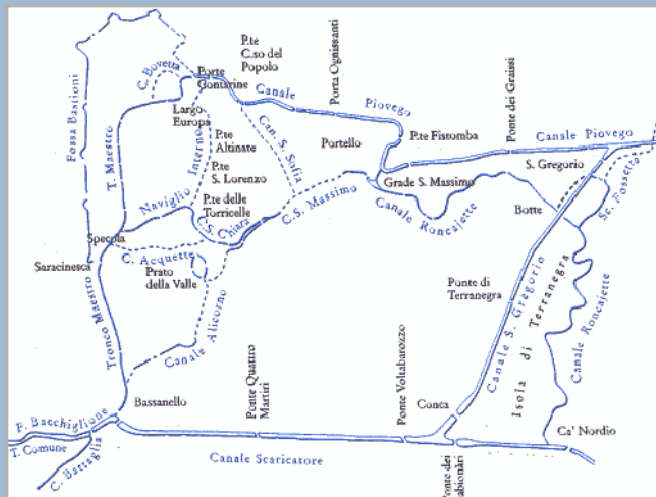 P.te
C.so del
Popolo
C. Bovetta
Porte
Contarine
Canale
Porta Ognissanti
Piovego
Ponte dei Graissi
Fossa Bastioni
Largo
Europa
P.te
Altinate
Interno
Can. S. Sofia
Portello
P.te Fistomba
Canale Piovego
T. Maestro
P.te
S. Lorenzo
S. Gregorio
Naviglio
P.te delle
Torricelle
C.S. Chiara
C.S. Massimo
Grade S. Massimo
Canale Roncajette
Botte
Sc. Fossetta
Specola
Saracinesca
C. Acquette
Prato
della Valle
Tronco Maestro
Canale Alicorno
Ponte di
Terranegra
Canale S. Gregorio
Isola di Terranegra
Canale Roncajette
Bassanello
Ponte Quattro
Martiri
Ponte Voltabarozzo
Conca
Ca' Nordio
F. Bacchiglione
T. Comune
C. Battaglia
Canale Scaricatore